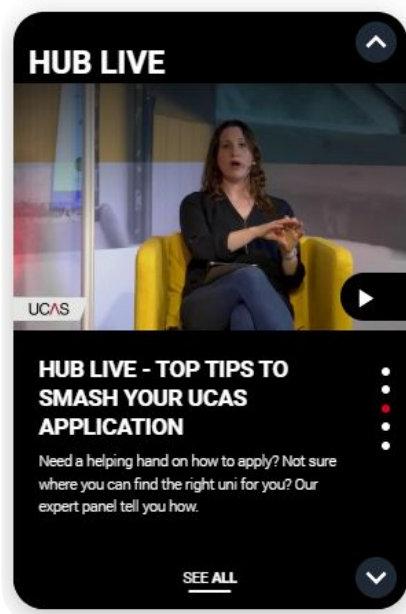 HUB LIVE
UCAS
HUB LIVE - TOP TIPS TO
SMASH YOUR UCAS
APPLICATION
Need a helping hand on how to apply? Not sure
where you can find the right uni for you? Our
expert panel tell you how.
SEE ALL